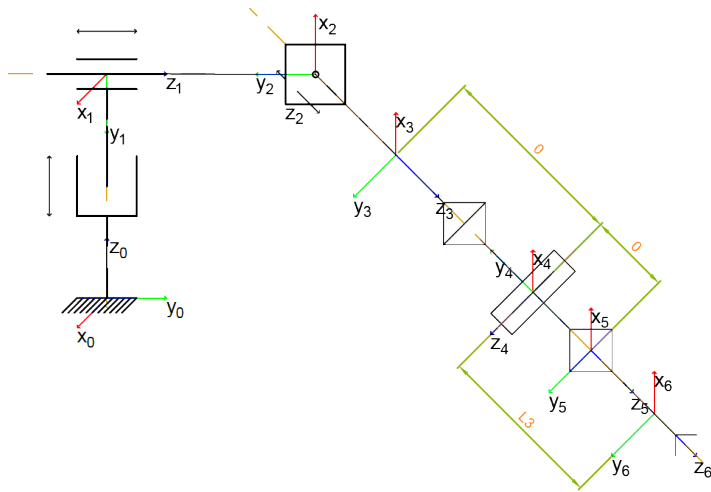 x₂
z₁
y₂
x₁
z₂
y₁
x₃
0
y₃
z₃
z₀
y₄
x₄
0
y₀
x₀
z₄
x₅
x₆
y₅
z₅
L3
y₆
z₆